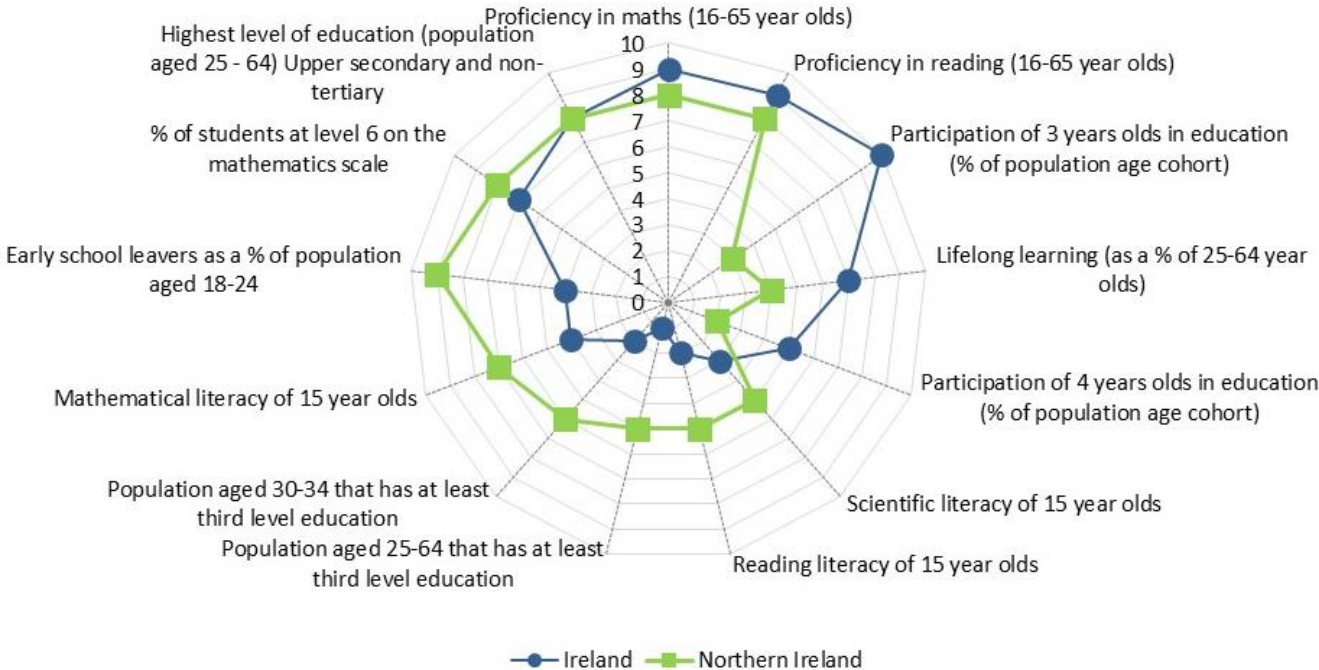 Proficiency in maths (16-65 year olds)
Highest level of education (population
aged 25 - 64) Upper secondary and non-
tertiary
Proficiency in reading (16-65 year olds)
% of students at level 6 on the
mathematics scale
Participation of 3 years olds in education
(% of population age cohort)
10
9
8
7
6
5
4
3
2
1
0
Early school leavers as a % of population
aged 18-24
Lifelong learning (as a % of 25-64 year
olds)
Mathematical literacy of 15 year olds
Participation of 4 years olds in education
(% of population age cohort)
Population aged 30-34 that has at least
third level education
Scientific literacy of 15 year olds
Population aged 25-64 that has at least
third level education
Reading literacy of 15 year olds
Ireland
Northern Ireland